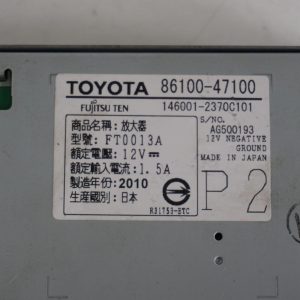 TOYOTA 86100-47100
FUJITSU TEN 146001-2370C101
S/NO.
AG500193
12V NEGATIVE
GROUND
MADE IN JAPAN
商品名稱：放大器
型號：FT0013A
額定電壓：12V⎓
額定輸入電流：1.5A
製造年份：2010
生產國別：日本
R31753-ETC
P2